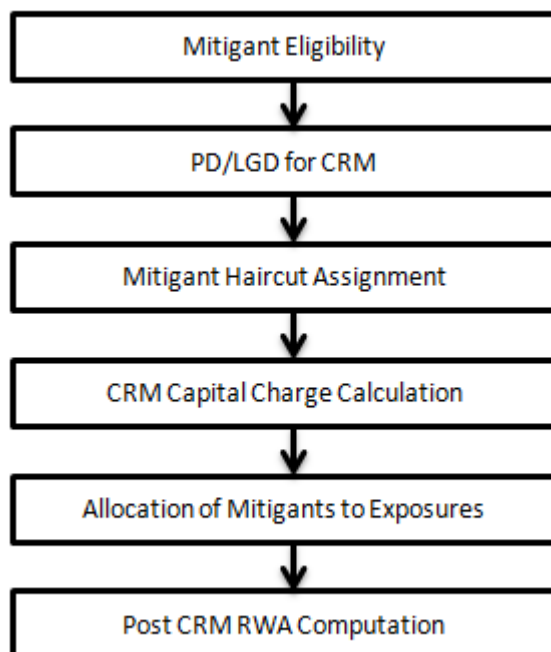 Mitigant Eligibility
PD/LGD for CRM
Mitigant Haircut Assignment
CRM Capital Charge Calculation
Allocation of Mitigants to Exposures
Post CRM RWA Computation